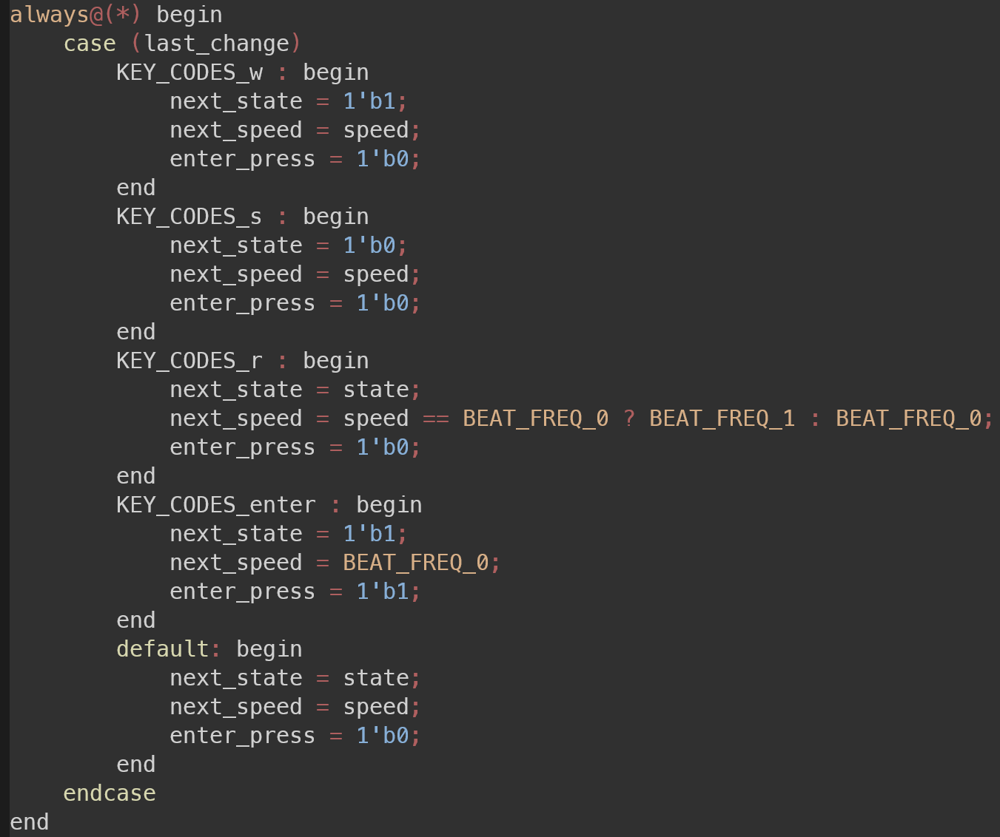 always@(*) begin
    case (last_change)
        KEY_CODES_w : begin
            next_state = 1'b1;
            next_speed = speed;
            enter_press = 1'b0;
        end
        KEY_CODES_s : begin
            next_state = 1'b0;
            next_speed = speed;
            enter_press = 1'b0;
        end
        KEY_CODES_r : begin
            next_state = state;
            next_speed = speed == BEAT_FREQ_0 ? BEAT_FREQ_1 : BEAT_FREQ_0;
            enter_press = 1'b0;
        end
        KEY_CODES_enter : begin
            next_state = 1'b1;
            next_speed = BEAT_FREQ_0;
            enter_press = 1'b1;
        end
        default: begin
            next_state = state;
            next_speed = speed;
            enter_press = 1'b0;
        end
    endcase
end